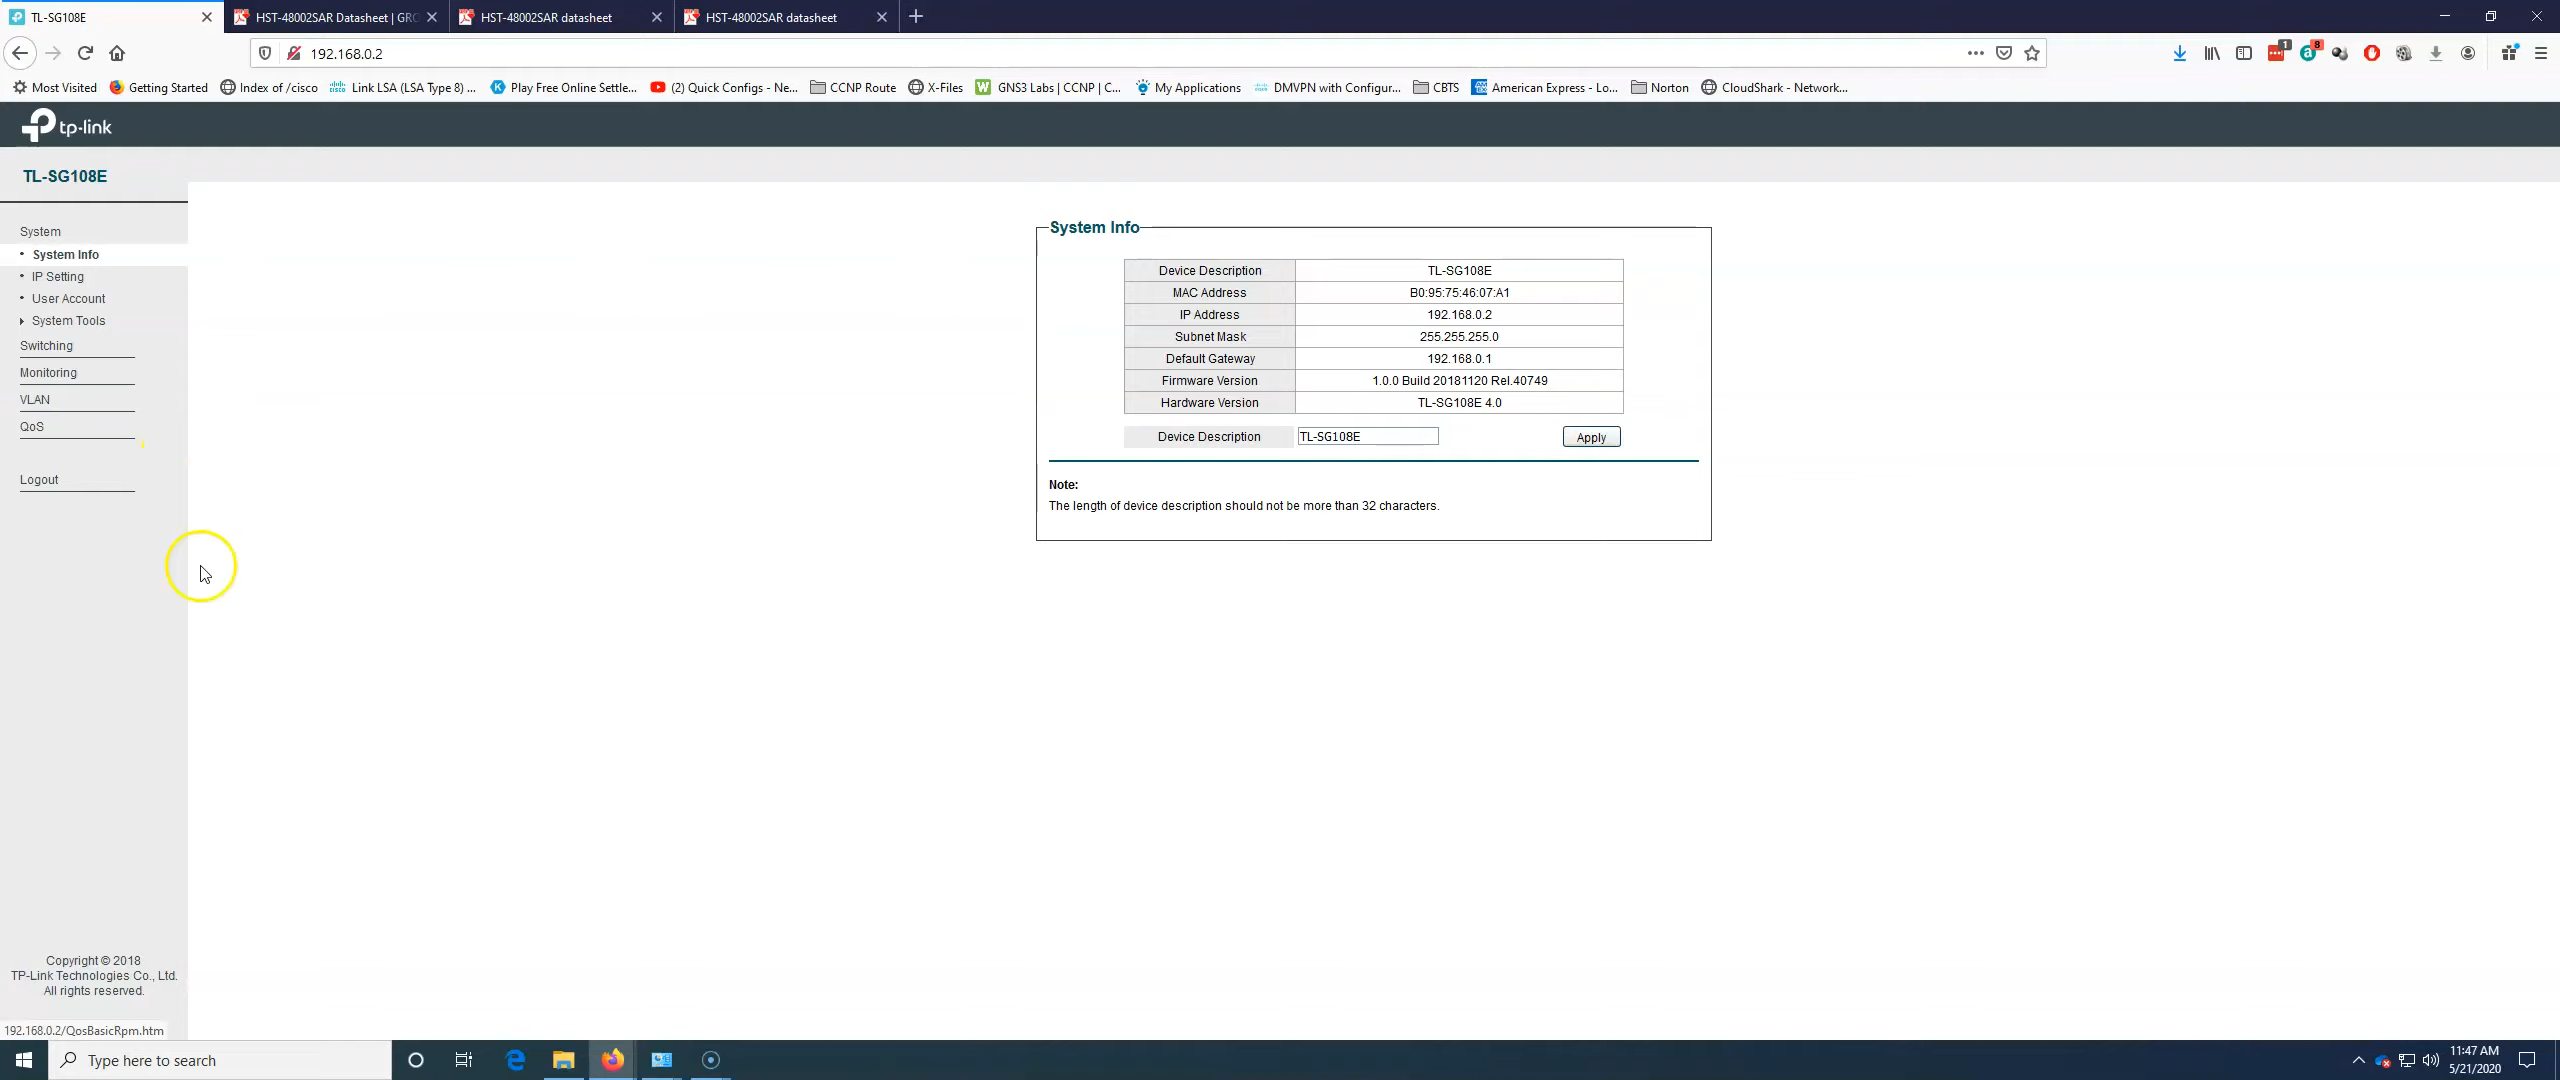 TL-SG108E
HST-48002SAR Datasheet | GRC
HST-48002SAR datasheet
HST-48002SAR datasheet
192.168.0.2
1
8
Most Visited
Getting Started
Index of /cisco
Link LSA (LSA Type 8) ...
Play Free Online Settle...
(2) Quick Configs - Ne...
CCNP Route
X-Files
GNS3 Labs | CCNP | C...
My Applications
DMVPN with Configur...
CBTS
American Express - Lo...
Norton
CloudShark - Network...
tp-link
TL-SG108E
System
System Info
IP Setting
User Account
System Tools
Switching
Monitoring
VLAN
QoS
Logout
System Info
Device Description TL-SG108E
MAC Address B0:95:75:46:07:A1
IP Address 192.168.0.2
Subnet Mask 255.255.255.0
Default Gateway 192.168.0.1
Firmware Version 1.0.0 Build 20181120 Rel.40749
Hardware Version TL-SG108E 4.0
Device Description TL-SG108E Apply
Note:
The length of device description should not be more than 32 characters.
Copyright © 2018
TP-Link Technologies Co., Ltd.
All rights reserved.
192.168.0.2/QosBasicRpm.htm
Type here to search
11:47 AM
5/21/2020